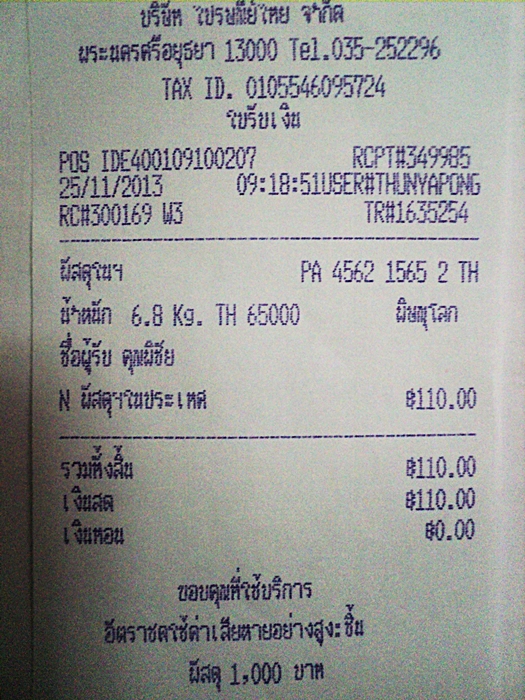 บริษัท ไปรษณีย์ไทย จำกัด
พระนครศรีอยุธยา 13000 Tel.035-252296
TAX ID. 0105546095724
ใบรับเงิน
POS IDE400109100207 RCPT#349985
25/11/2013 09:18:51USER#THUNYAPONG
RC#300169 W3 TR#1635254
พัสดุในฯ PA 4562 1565 2 TH
น้ำหนัก 6.8 Kg. TH 65000 พิษณุโลก
ชื่อผู้รับ คุณพิชัย
N พัสดุฯในประเทศ ฿110.00
รวมทั้งสิ้น ฿110.00
เงินสด ฿110.00
เงินทอน ฿0.00
ขอบคุณที่ใช้บริการ
อัตราชดใช้ค่าเสียหายอย่างสูง:ชิ้น
พัสดุ 1,000 บาท